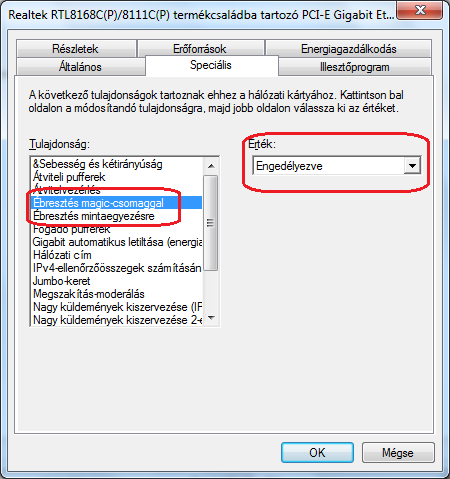 Realtek RTL8168C(P)/8111C(P) termékcsaládba tartozó PCI-E Gigabit Et...
Részletek
Erőforrások
Energiagazdálkodás
Általános
Speciális
Illesztőprogram
A következő tulajdonságok tartoznak ehhez a hálózati kártyához. Kattintson bal
oldalon a módosítandó tulajdonságra, majd jobb oldalon válassza ki az értéket.
Tulajdonság:
Érték:
&Sebesség és kétirányúság
Átviteli pufferek
Átvitelvezérlés
Ébresztés magic-csomaggal
Ébresztés mintaegyezésre
Fogadó pufferek
Gigabit automatikus letiltása (energia
Hálózati cím
IPv4-ellenőrzőösszegek számításán
Jumbo-keret
Megszakítás-moderálás
Nagy küldemények kiszervezése (IF
Nagy küldemények kiszervezése 2-e
Engedélyezve
OK
Mégse